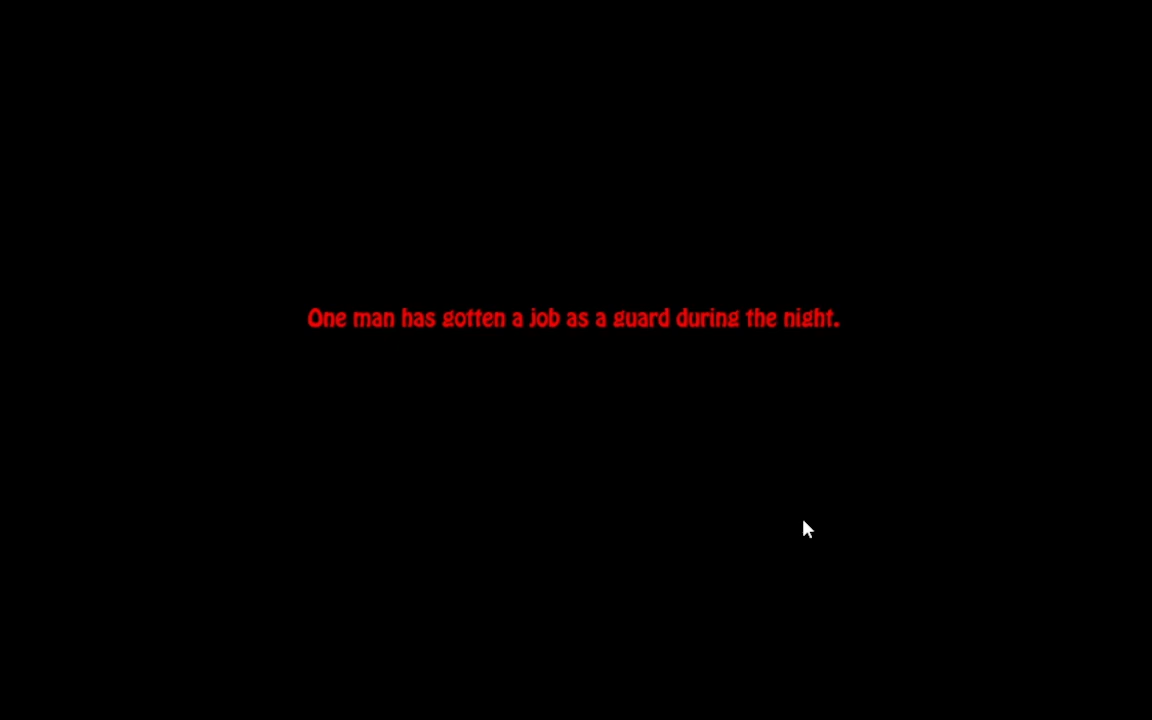 One man has gotten a job as a guard during the night.